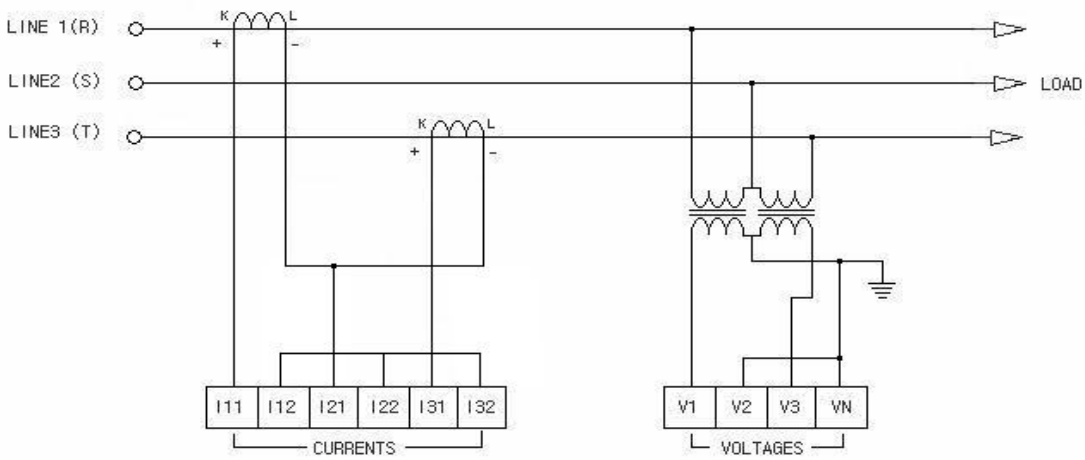 K L
LINE 1(R)
+ -
LINE2 (S)
LOAD
K L
LINE3 (T)
+ -
I11 I12 I21 I22 I31 I32
V1 V2 V3 VN
CURRENTS
VOLTAGES